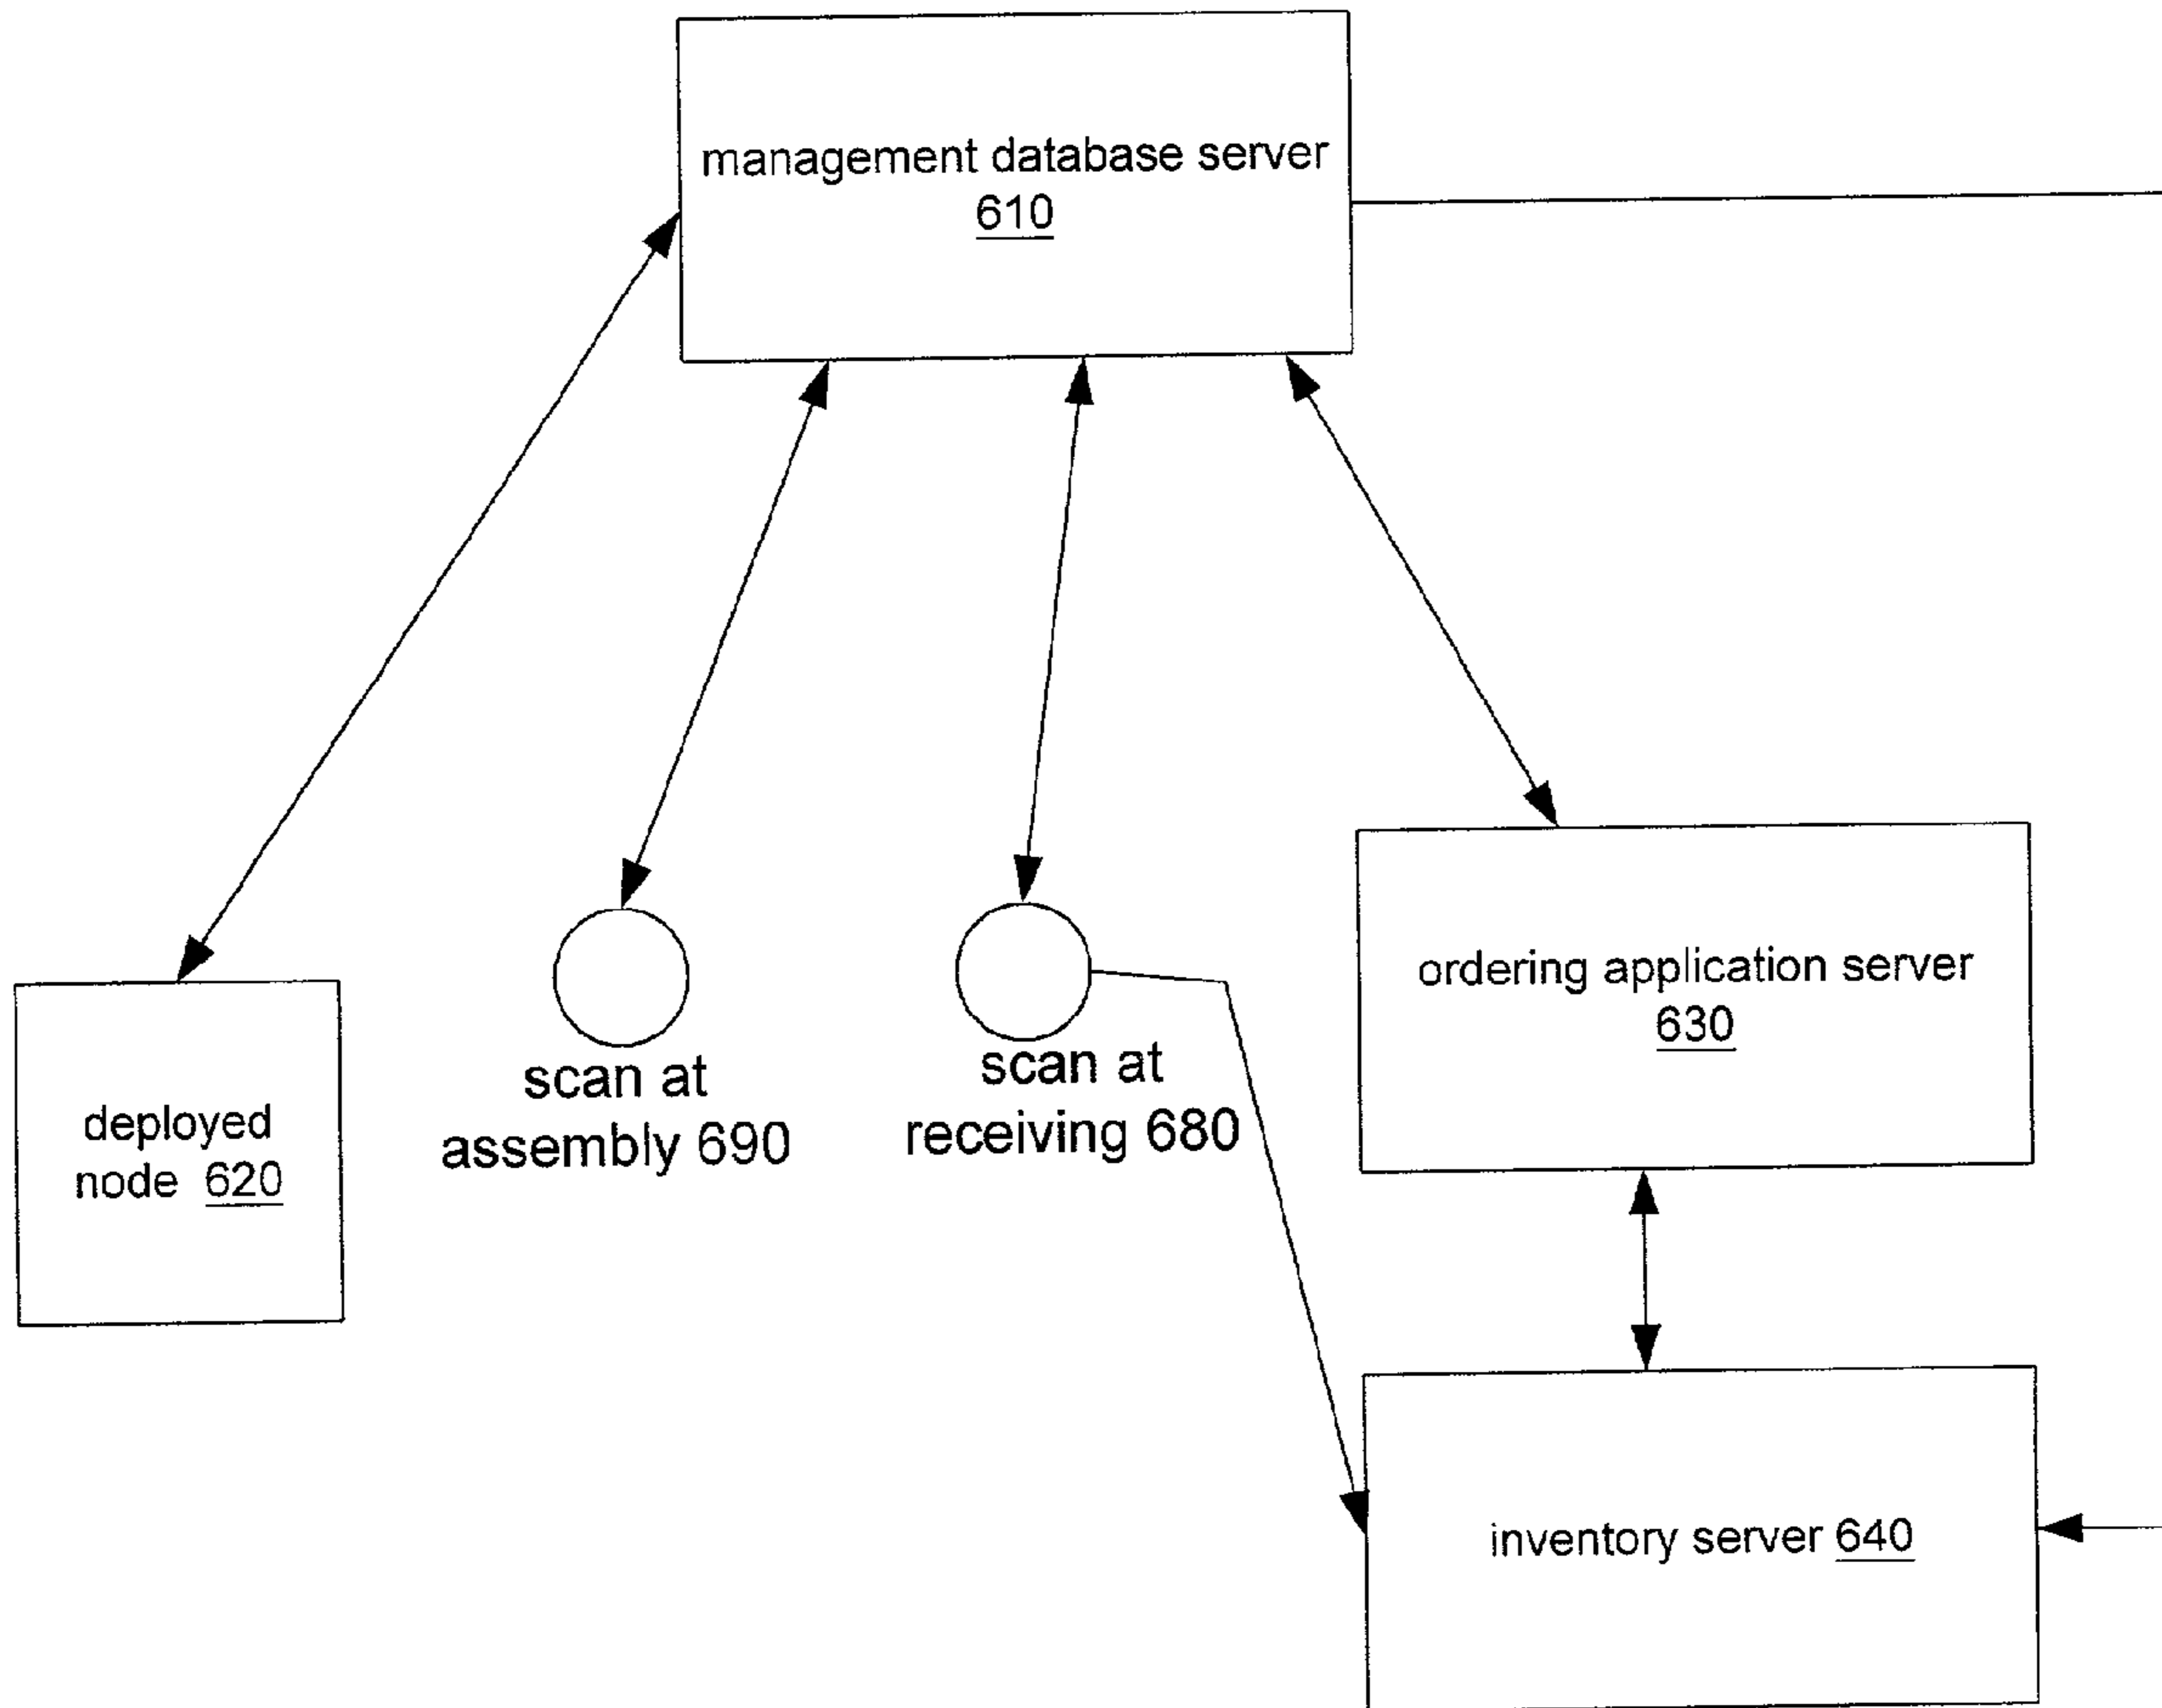 management database server
610
ordering application server
630
scan at
assembly 690
scan at
receiving 680
deployed
node 620
inventory server 640